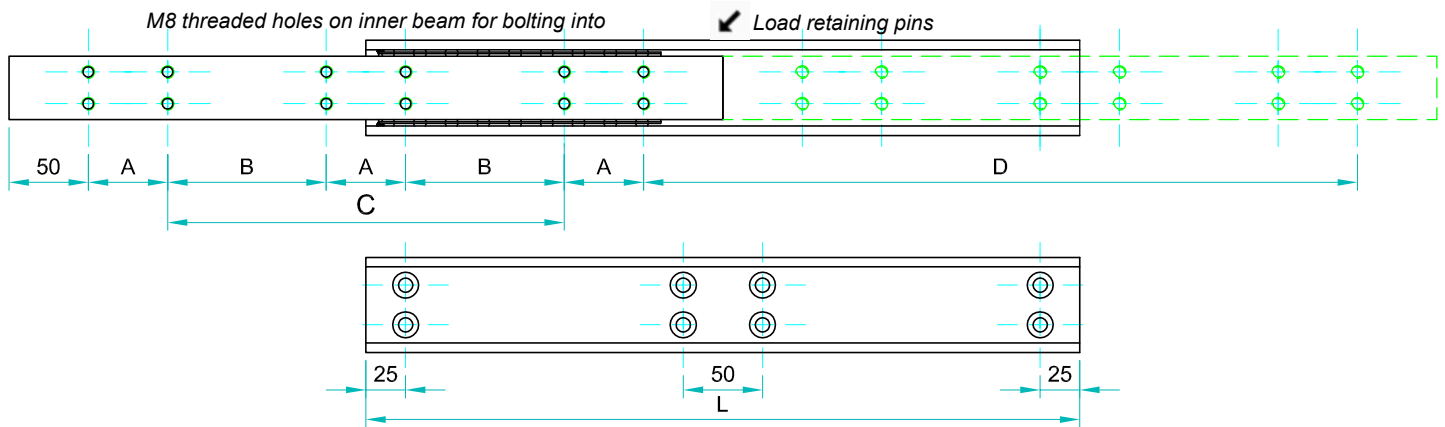 M8 threaded holes on inner beam for bolting into
Load retaining pins
50 A B A B A D
C
25 50 25
L